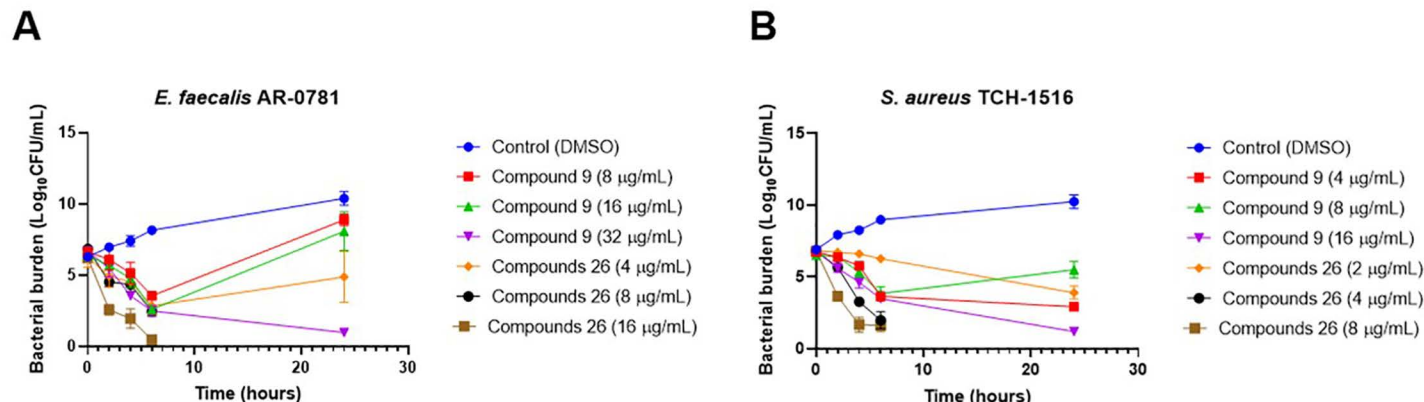 A
E. faecalis AR-0781
Bacterial burden (Log10CFU/mL)
15
10
5
0
0 10 20 30
Time (hours)
Control (DMSO)
Compound 9 (8 μg/mL)
Compound 9 (16 μg/mL)
Compound 9 (32 μg/mL)
Compounds 26 (4 μg/mL)
Compounds 26 (8 μg/mL)
Compounds 26 (16 μg/mL)
B
S. aureus TCH-1516
Bacterial burden (Log10CFU/mL)
15
10
5
0
0 10 20 30
Time (hours)
Control (DMSO)
Compound 9 (4 μg/mL)
Compound 9 (8 μg/mL)
Compound 9 (16 μg/mL)
Compounds 26 (2 μg/mL)
Compounds 26 (4 μg/mL)
Compounds 26 (8 μg/mL)